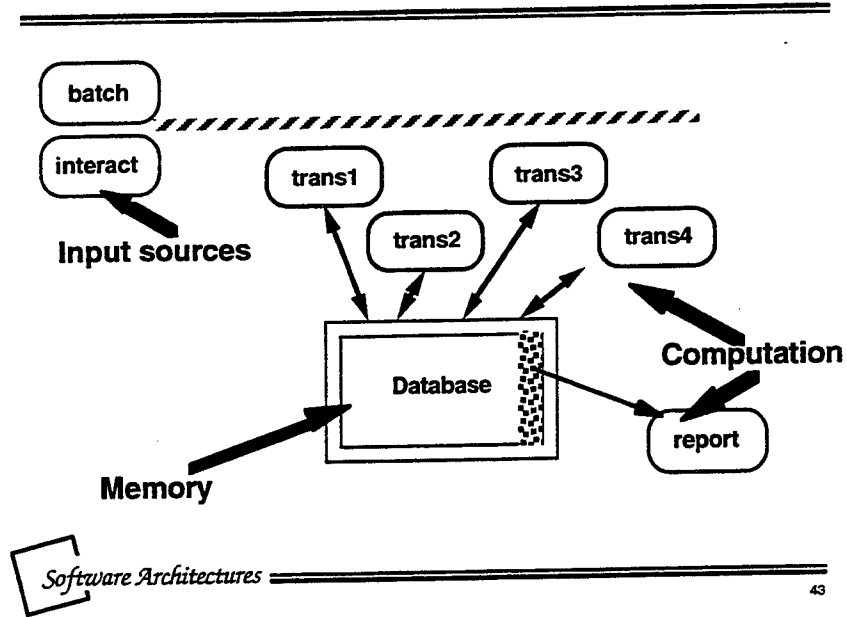 batch
interact
Input sources
trans1
trans2
trans3
trans4
Computation
Database
report
Memory
Software Architectures
43